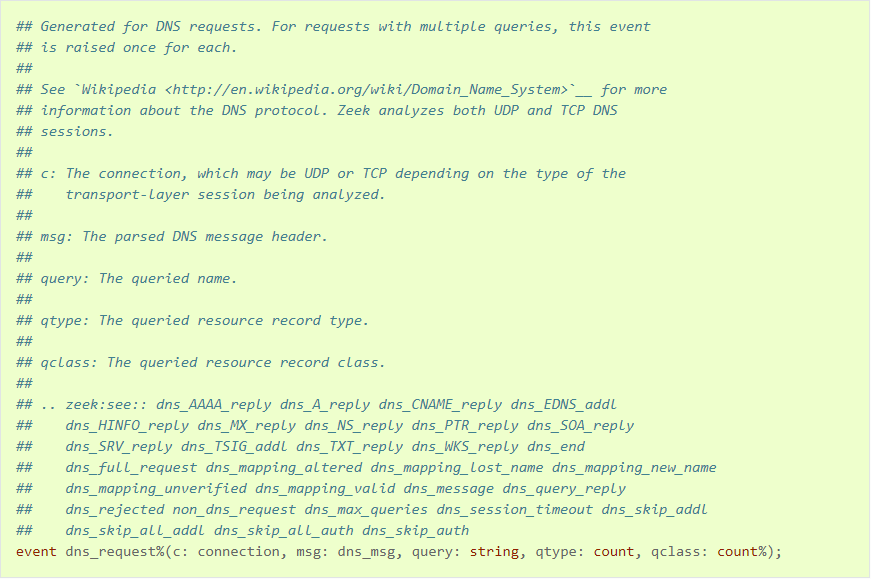 ## Generated for DNS requests. For requests with multiple queries, this event
## is raised once for each.
##
## See `Wikipedia <http://en.wikipedia.org/wiki/Domain_Name_System>`__ for more
## information about the DNS protocol. Zeek analyzes both UDP and TCP DNS
## sessions.
##
## c: The connection, which may be UDP or TCP depending on the type of the
##    transport-layer session being analyzed.
##
## msg: The parsed DNS message header.
##
## query: The queried name.
##
## qtype: The queried resource record type.
##
## qclass: The queried resource record class.
##
## .. zeek:see:: dns_AAAA_reply dns_A_reply dns_CNAME_reply dns_EDNS_addl
##    dns_HINFO_reply dns_MX_reply dns_NS_reply dns_PTR_reply dns_SOA_reply
##    dns_SRV_reply dns_TSIG_addl dns_TXT_reply dns_WKS_reply dns_end
##    dns_full_request dns_mapping_altered dns_mapping_lost_name dns_mapping_new_name
##    dns_mapping_unverified dns_mapping_valid dns_message dns_query_reply
##    dns_rejected non_dns_request dns_max_queries dns_session_timeout dns_skip_addl
##    dns_skip_all_addl dns_skip_all_auth dns_skip_auth
event dns_request%(c: connection, msg: dns_msg, query: string, qtype: count, qclass: count%);